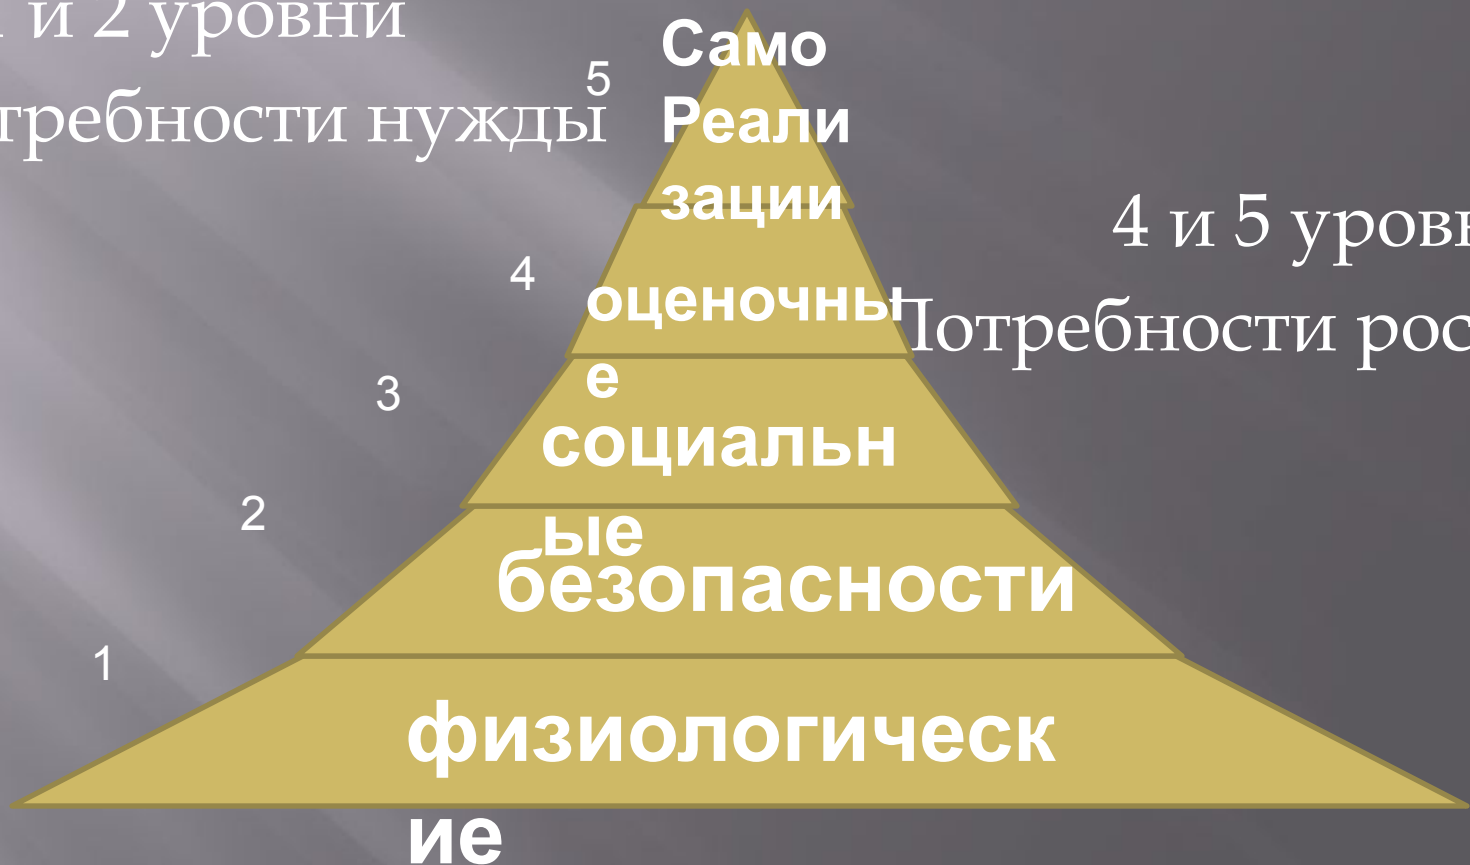 и 2 уровни
требности нужды
5
Само
Реали
зации
4 и 5 уров
Потребности рос
4
оценочны
е
3
социальн
ые
2
безопасности
1
физиологическ
ие